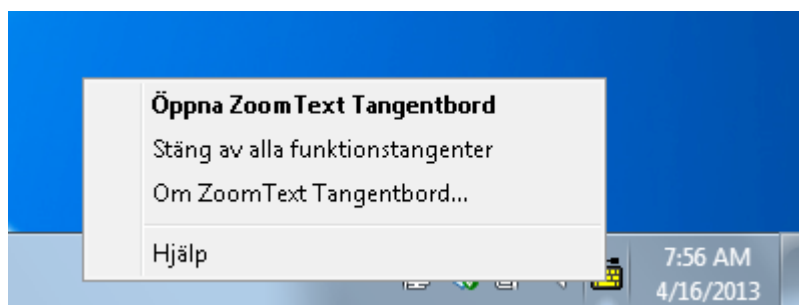 Öppna ZoomText Tangentbord
Stäng av alla funktionstangenter
Om ZoomText Tangentbord...
Hjälp
7:56 AM
4/16/2013